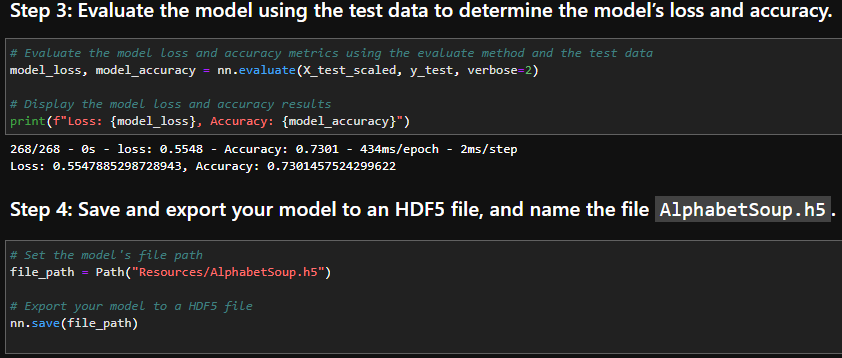 Step 3: Evaluate the model using the test data to determine the model’s loss and accuracy.
# Evaluate the model loss and accuracy metrics using the evaluate method and the test data
model_loss, model_accuracy = nn.evaluate(X_test_scaled, y_test, verbose=2)
# Display the model loss and accuracy results
print(f"Loss: {model_loss}, Accuracy: {model_accuracy}")
268/268 - 0s - loss: 0.5548 - Accuracy: 0.7301 - 434ms/epoch - 2ms/step
Loss: 0.5547885298728943, Accuracy: 0.7301457524299622
Step 4: Save and export your model to an HDF5 file, and name the file AlphabetSoup.h5.
# Set the model's file path
file_path = Path("Resources/AlphabetSoup.h5")
# Export your model to a HDF5 file
nn.save(file_path)